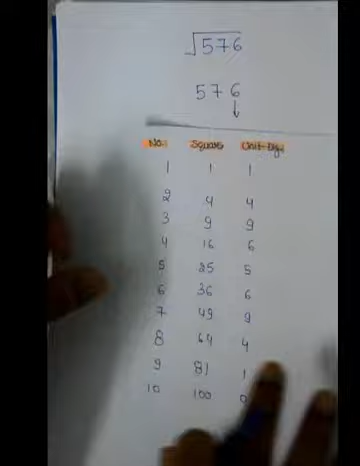 √576
576
↓
No. Square Unit-Digi
1 1 1
2 4 4
3 9 9
4 16 6
5 25 5
6 36 6
7 49 9
8 64 4
9 81 1
10 100 0